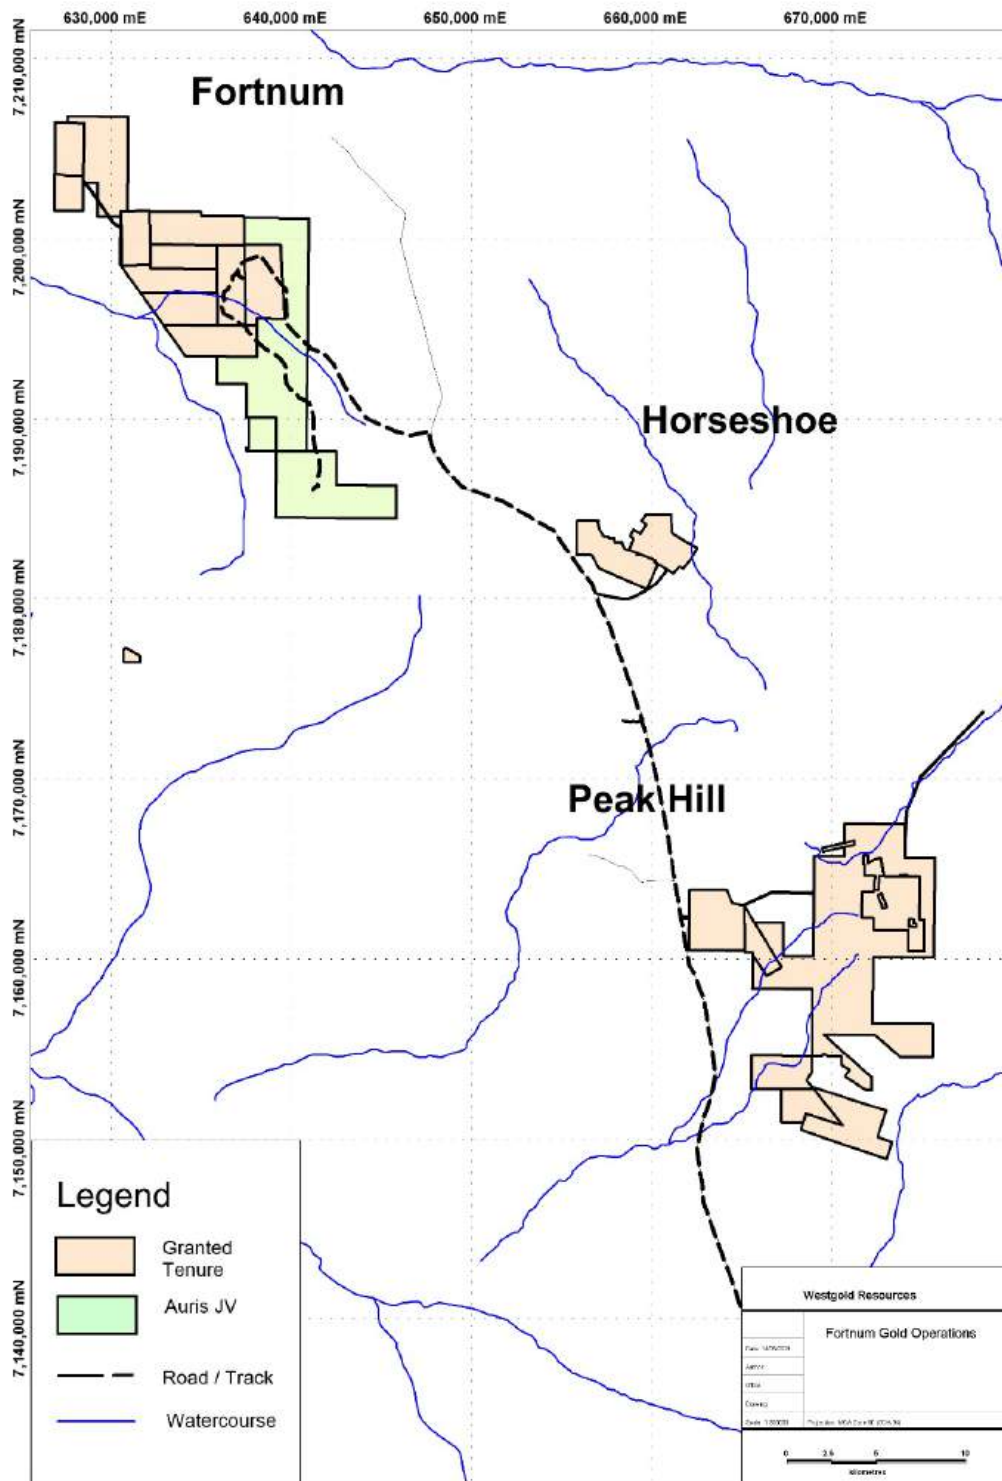 630,000 mE
640,000 mE
650,000 mE
660,000 mE
670,000 mE
7,210,000 mN
Fortnum
7,200,000 mN
7,190,000 mN
Horseshoe
7,180,000 mN
7,170,000 mN
Peak Hill
7,160,000 mN
7,150,000 mN
7,140,000 mN
Legend
Granted
Tenure
Auris JV
Road / Track
Watercourse
Westgold Resources
Fortnum Gold Operations
Author
0
2.5
5
10
kilometres